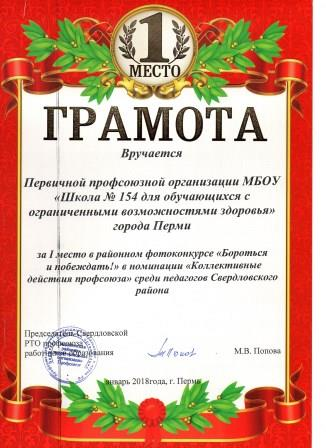 1
МЕСТО
ГРАМОТА
Вручается
Первичной профсоюзной организации МБОУ
«Школа № 154 для обучающихся с
ограниченными возможностями здоровья»
города Перми
за I место в районном фотоконкурсе «Бороться
и побеждать!» в номинации «Коллективные
действия профсоюза» среди педагогов Свердловского
района
Председатель Свердловской
РТО профсоюза
работников образования
М.В. Попова
январь 2018года, г. Пермь